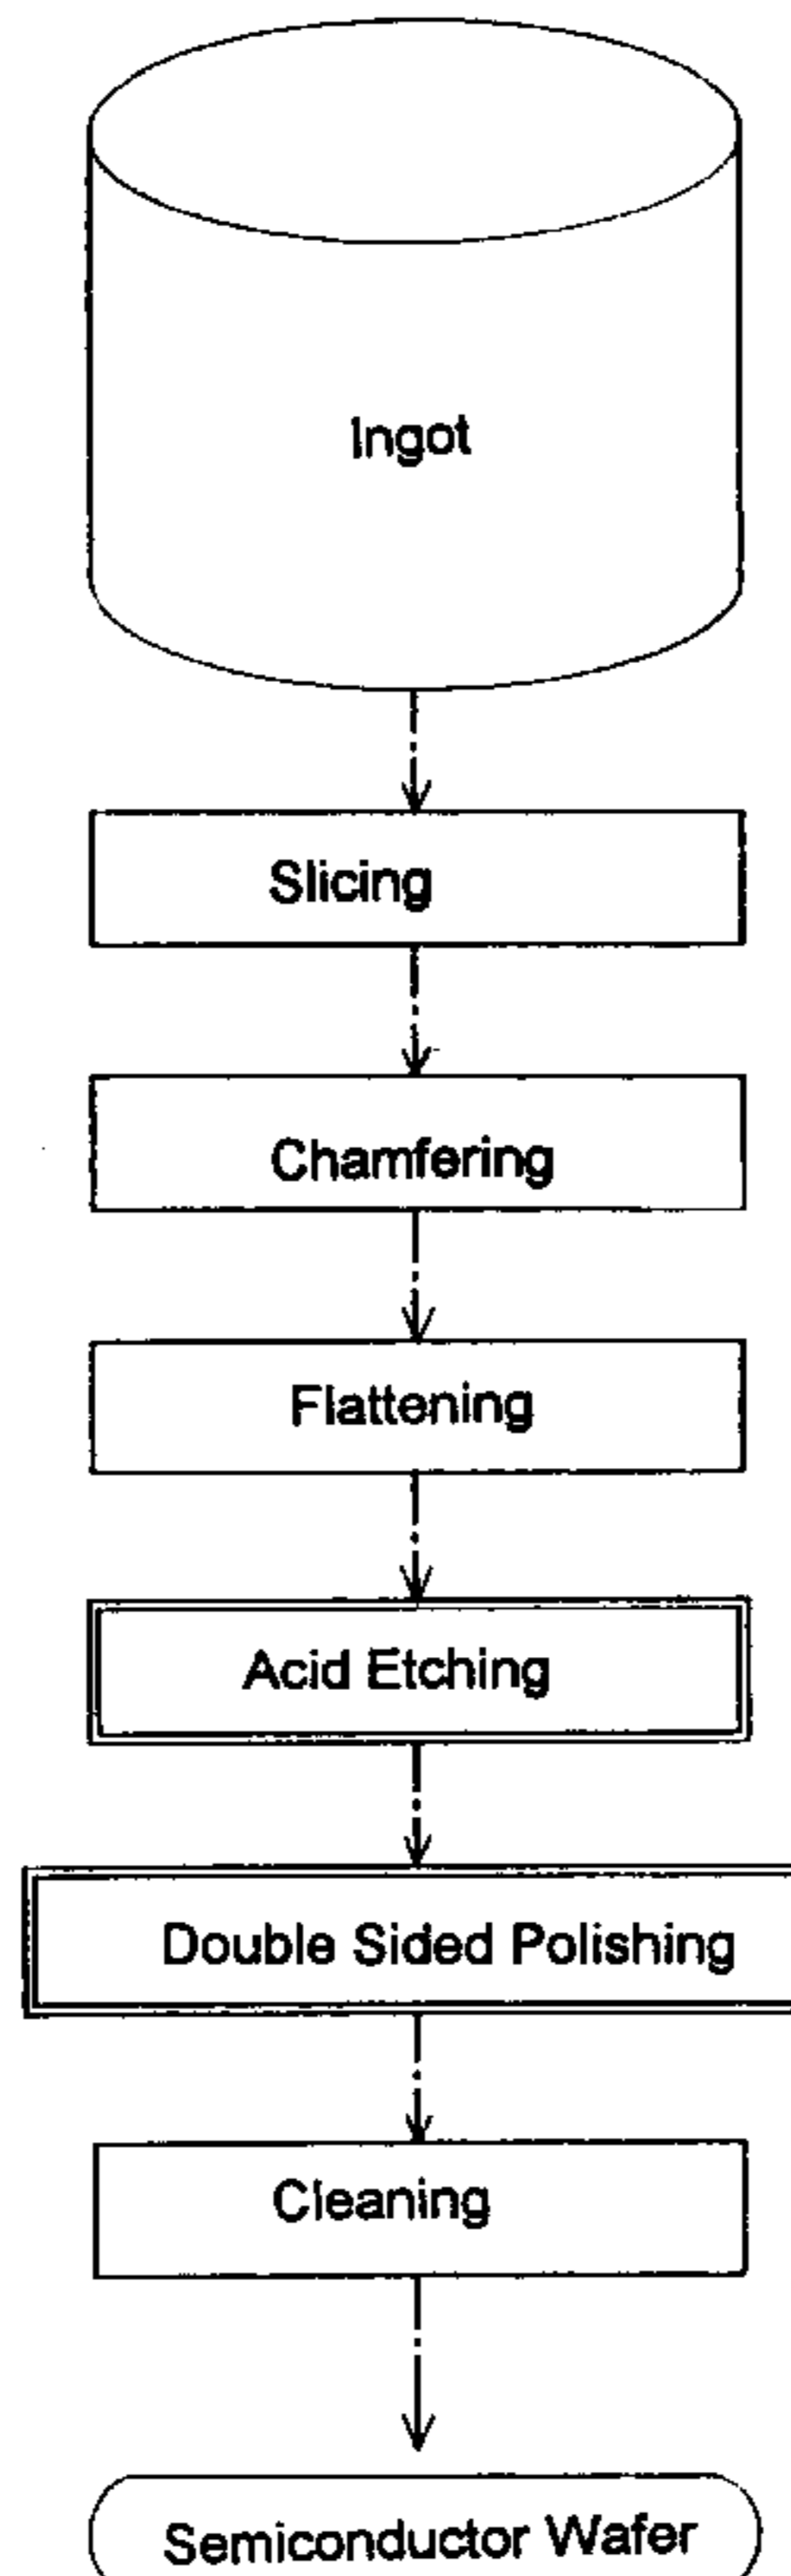 Ingot
Slicing
Chamfering
Flattening
Acid Etching
Double Sided Polishing
Cleaning
Semiconductor Wafer